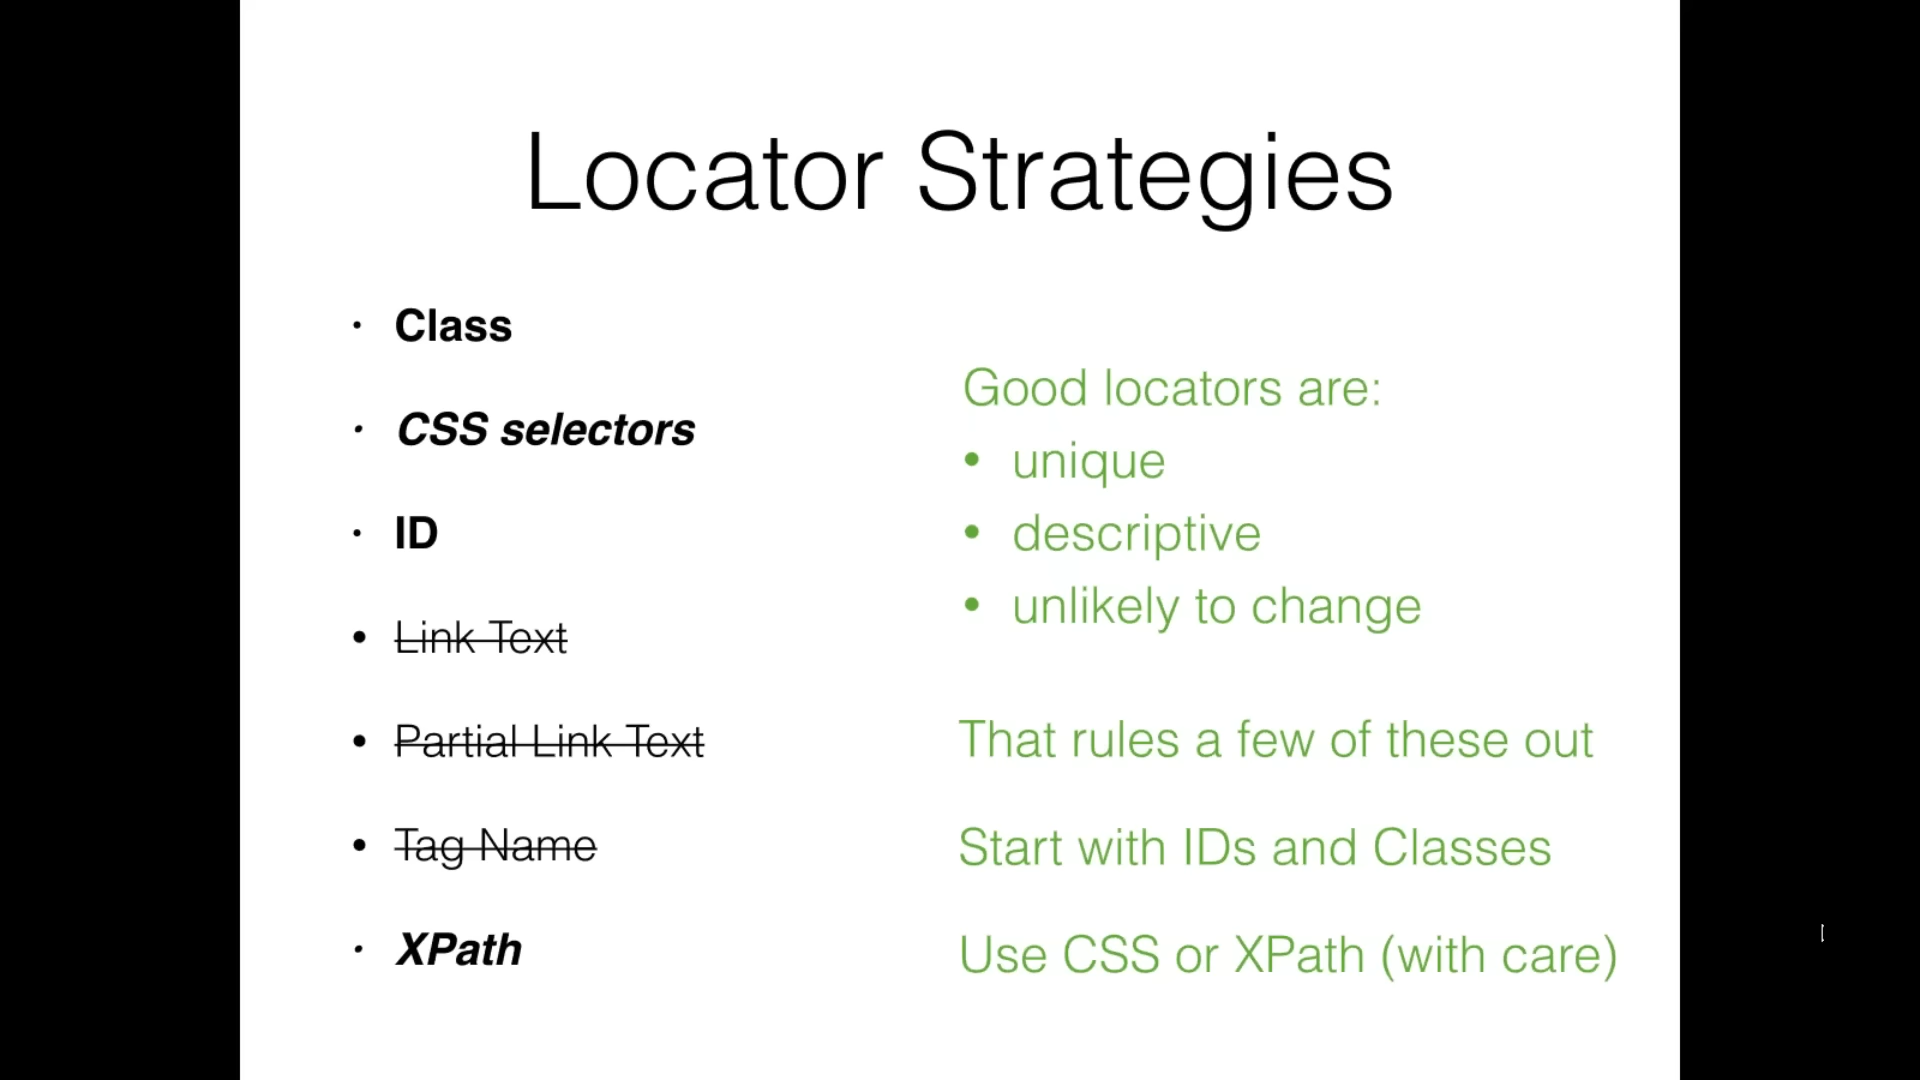 Locator Strategies
• Class
• CSS selectors
• ID
• Link Text
• Partial Link Text
• Tag Name
• XPath
Good locators are:
• unique
• descriptive
• unlikely to change
That rules a few of these out
Start with IDs and Classes
Use CSS or XPath (with care)